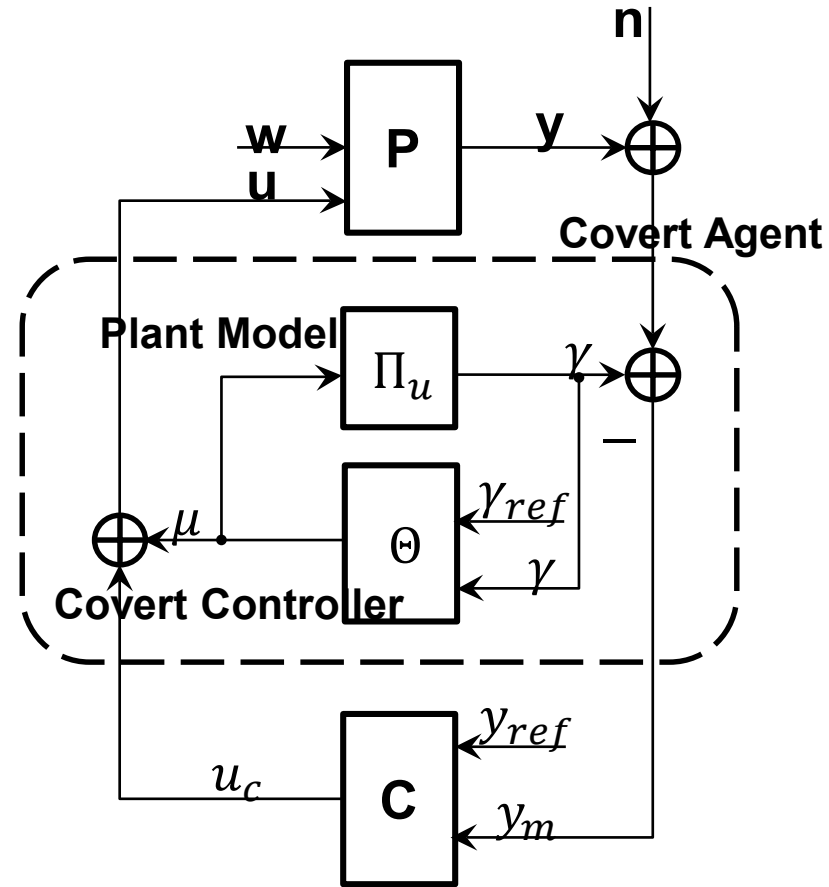 n
w
P
y
u
Covert Agent
Plant Model
Π_u
γ
−
γ_ref
μ
Θ
γ
Covert Controller
y_ref
u_c
C
y_m